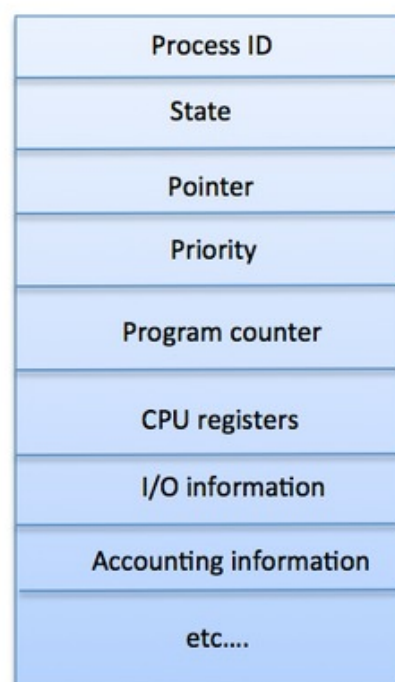 Process ID
State
Pointer
Priority
Program counter
CPU registers
I/O information
Accounting information
etc....